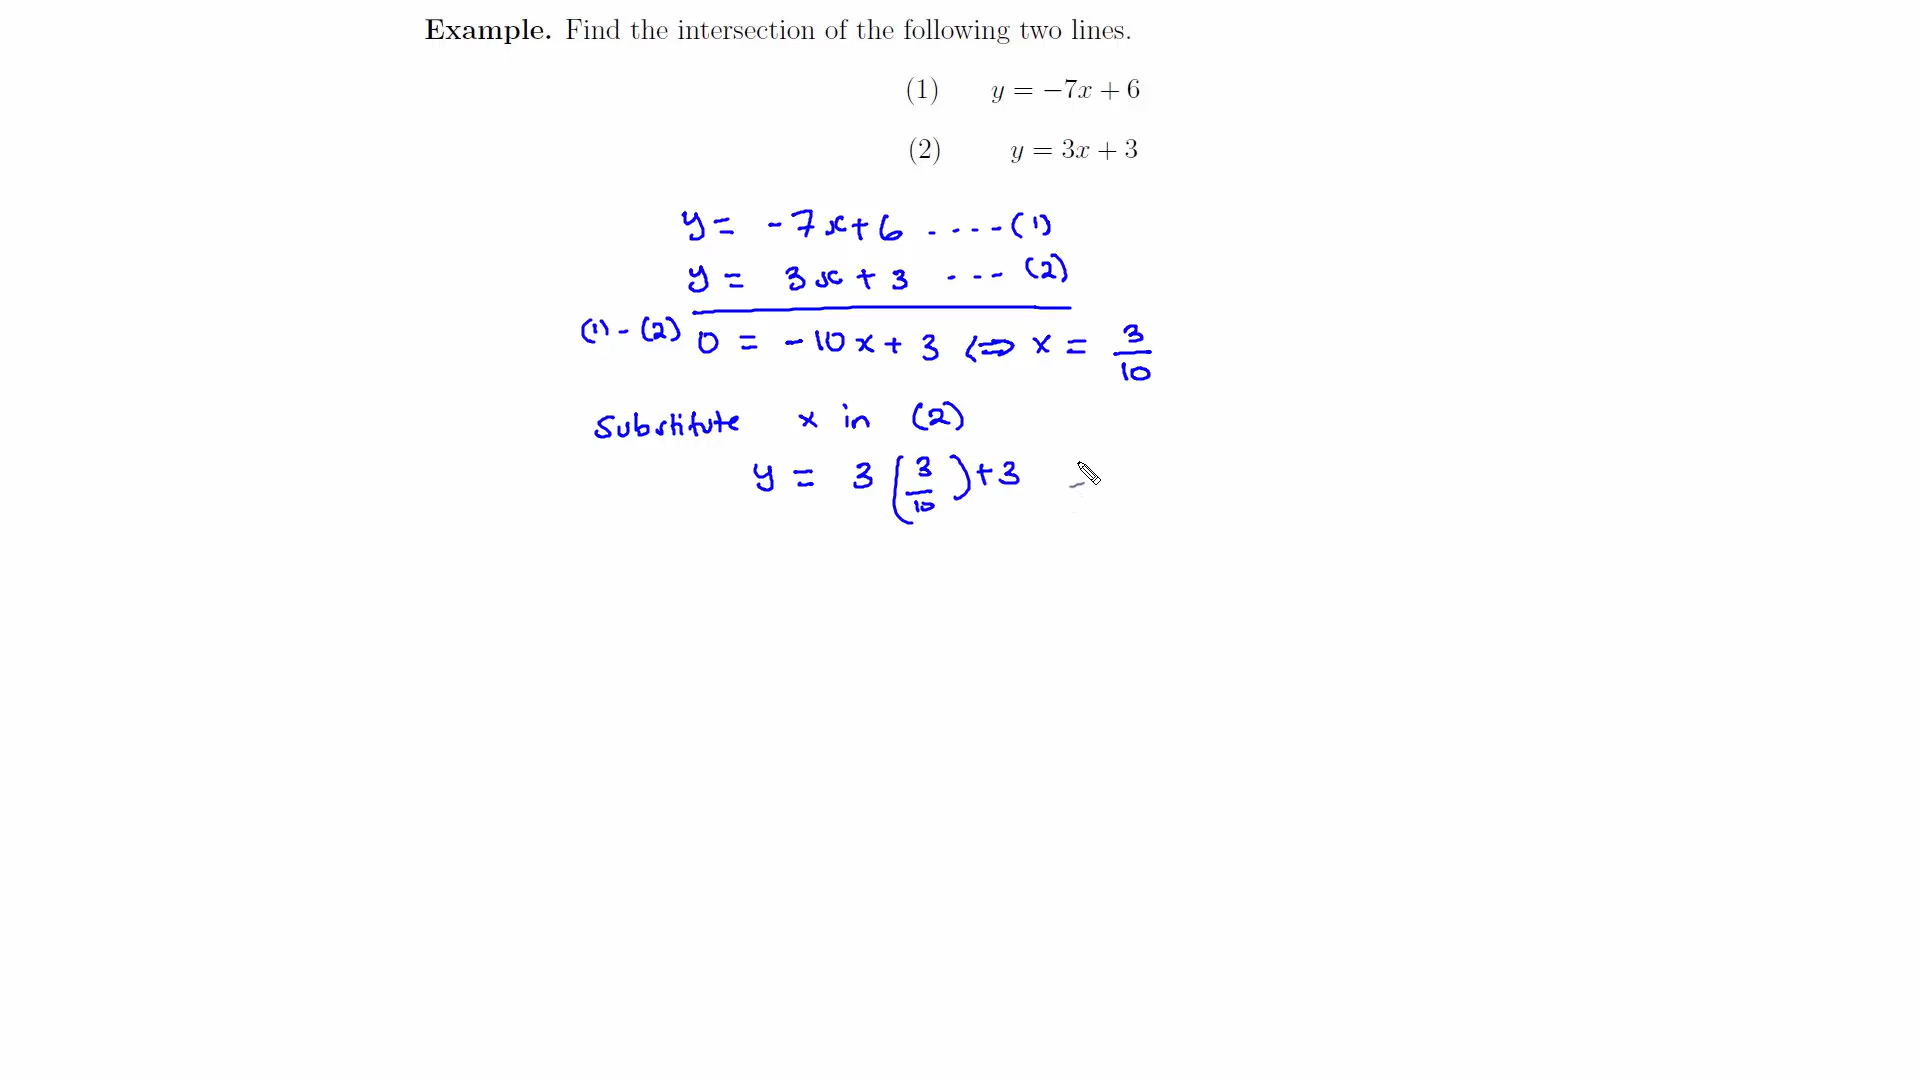 Example. Find the intersection of the following two lines.
(1) y = −7x + 6
(2) y = 3x + 3
y = -7x+6 ....-(1)
y = 3x + 3 --- (2)
(1) - (2) 0 = -10x + 3 ⇔ x = 3/10
Substitute x in (2)
y = 3(3/10)+3